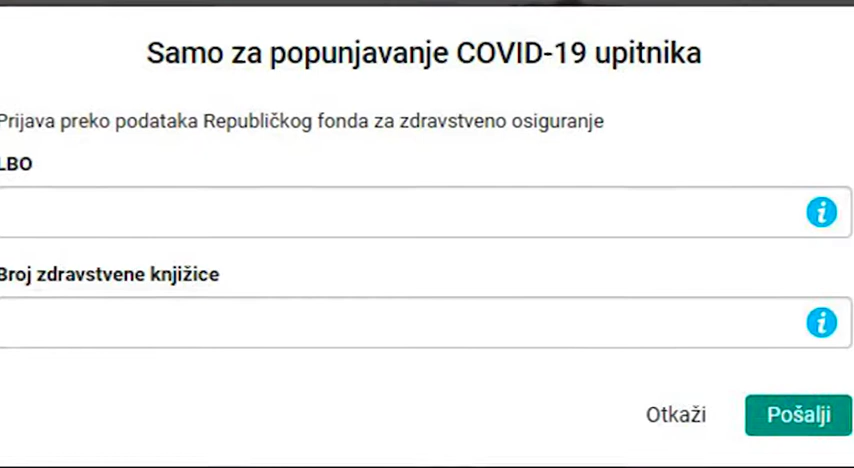 Samo za popunjavanje COVID-19 upitnika
Prijava preko podataka Republičkog fonda za zdravstveno osiguranje
LBO
Broj zdravstvene knjižice
Otkaži
Pošalji